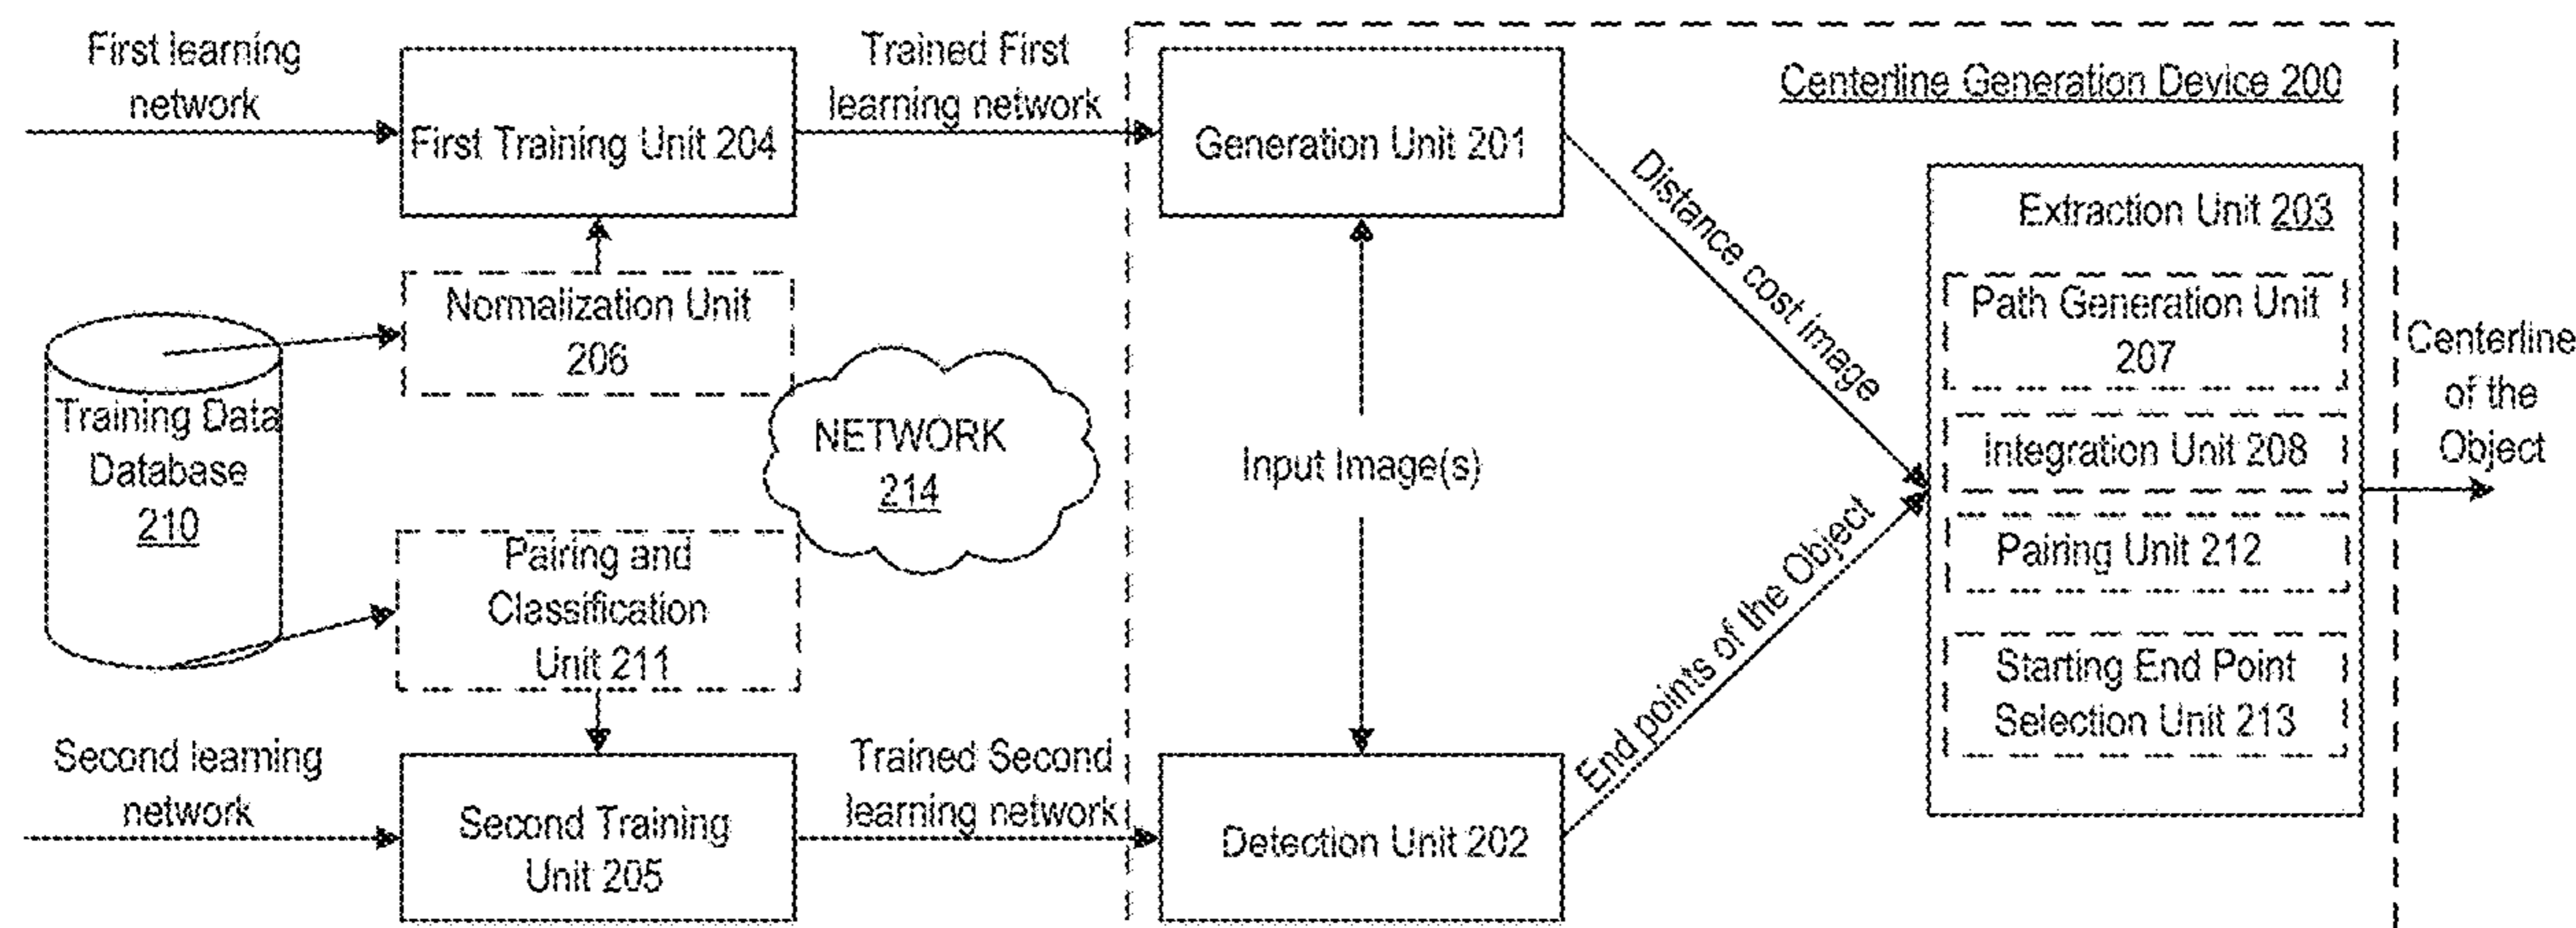 First learning
network
First Training Unit 204
Trained First
learning network
Generation Unit 201
Centerline Generation Device 200
Distance cost image
Extraction Unit 203
Path Generation Unit
207
Integration Unit 208
Pairing Unit 212
Starting End Point
Selection Unit 213
Centerline
of the
Object
Normalization Unit
206
Training Data
Database
210
NETWORK
214
Input Image(s)
Pairing and
Classification
Unit 211
End points of the Object
Second learning
network
Second Training
Unit 205
Trained Second
learning network
Detection Unit 202